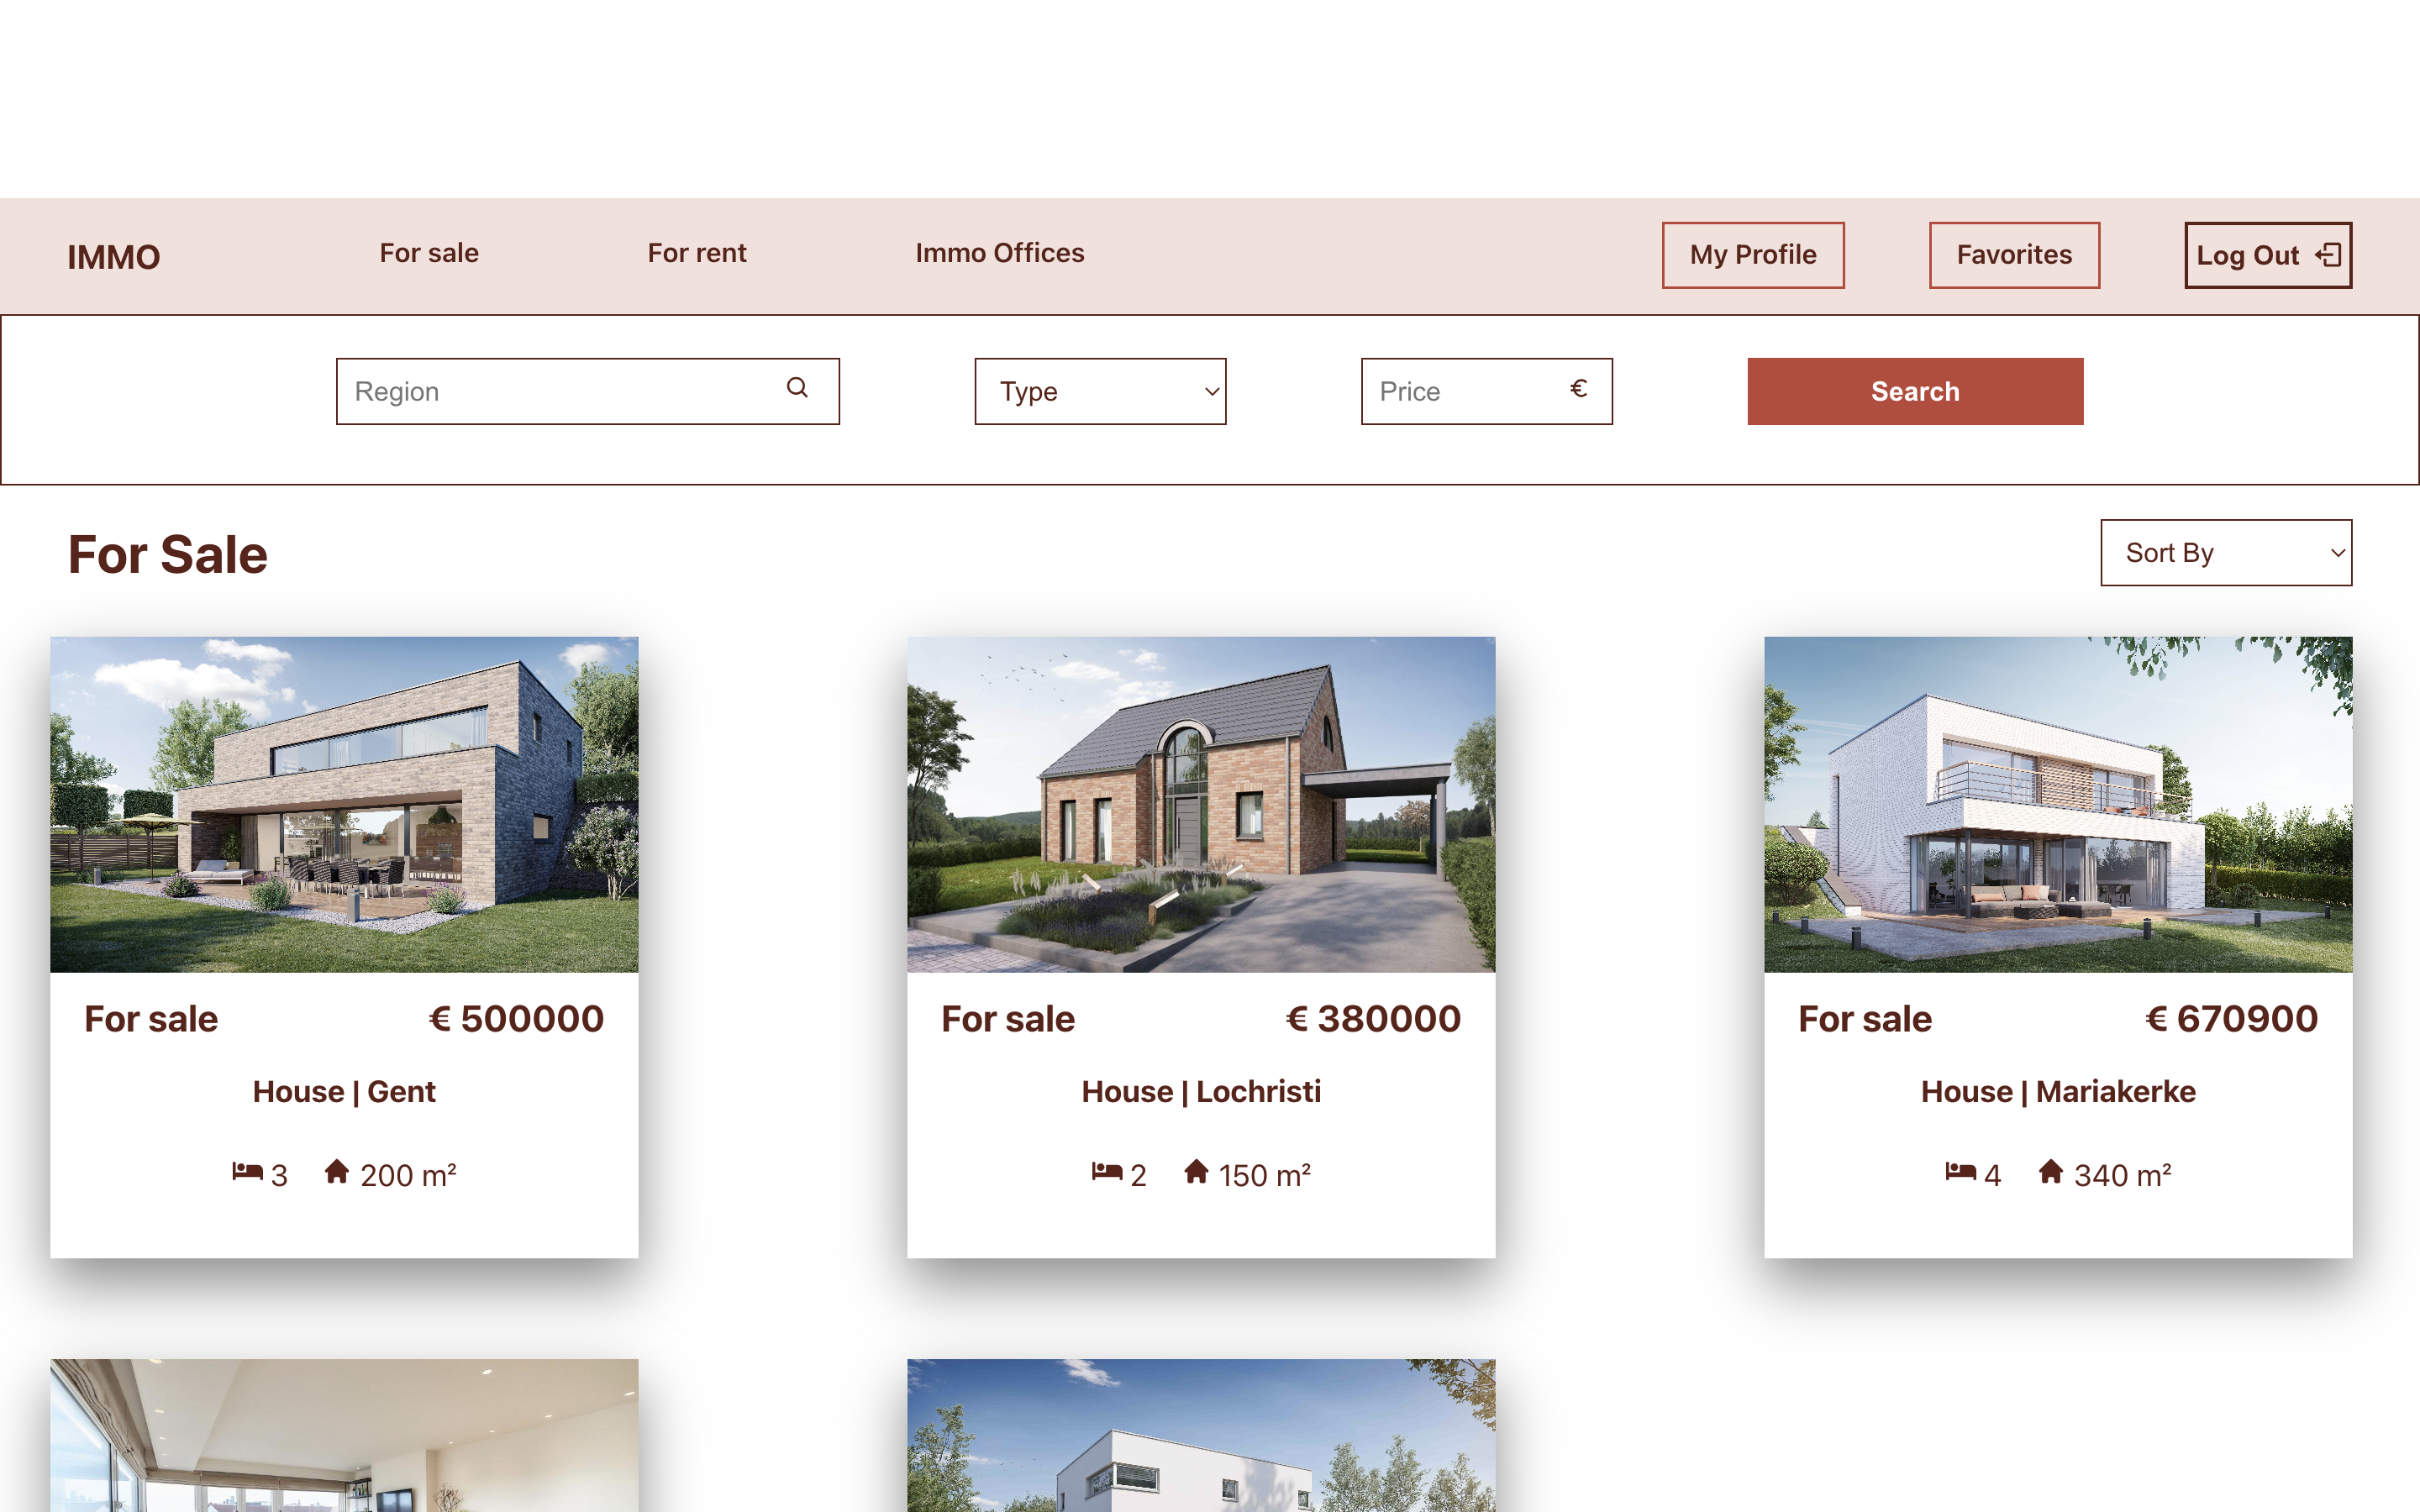 IMMO
For sale
For rent
Immo Offices
My Profile
Favorites
Log Out
Region
Type
Price
€
Search
For Sale
Sort By
For sale € 500000
House | Gent
3 200 m²
For sale € 380000
House | Lochristi
2 150 m²
For sale € 670900
House | Mariakerke
4 340 m²